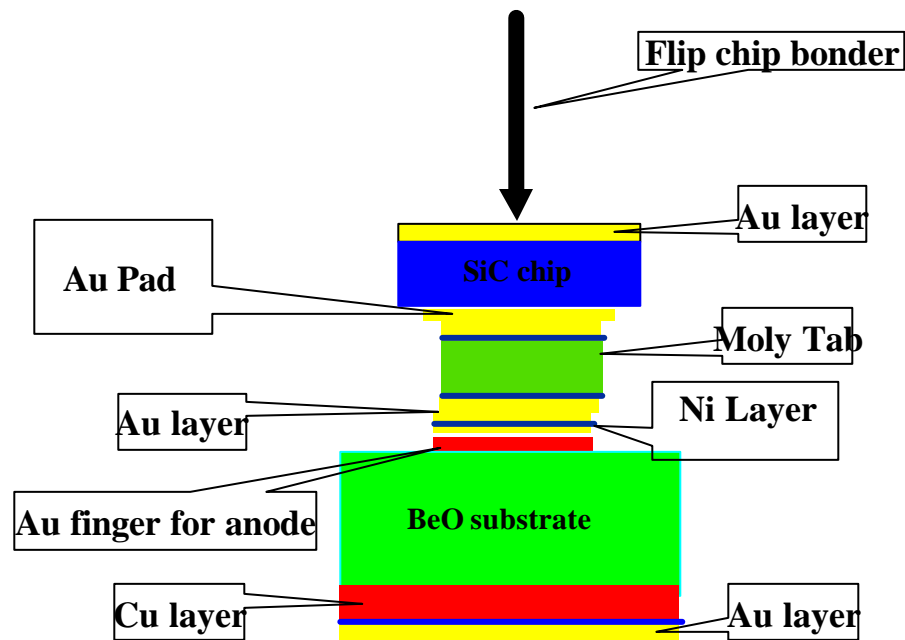 Flip chip bonder
Au layer
SiC chip
Au Pad
Moly Tab
Ni Layer
Au layer
Au finger for anode
BeO substrate
Cu layer
Au layer